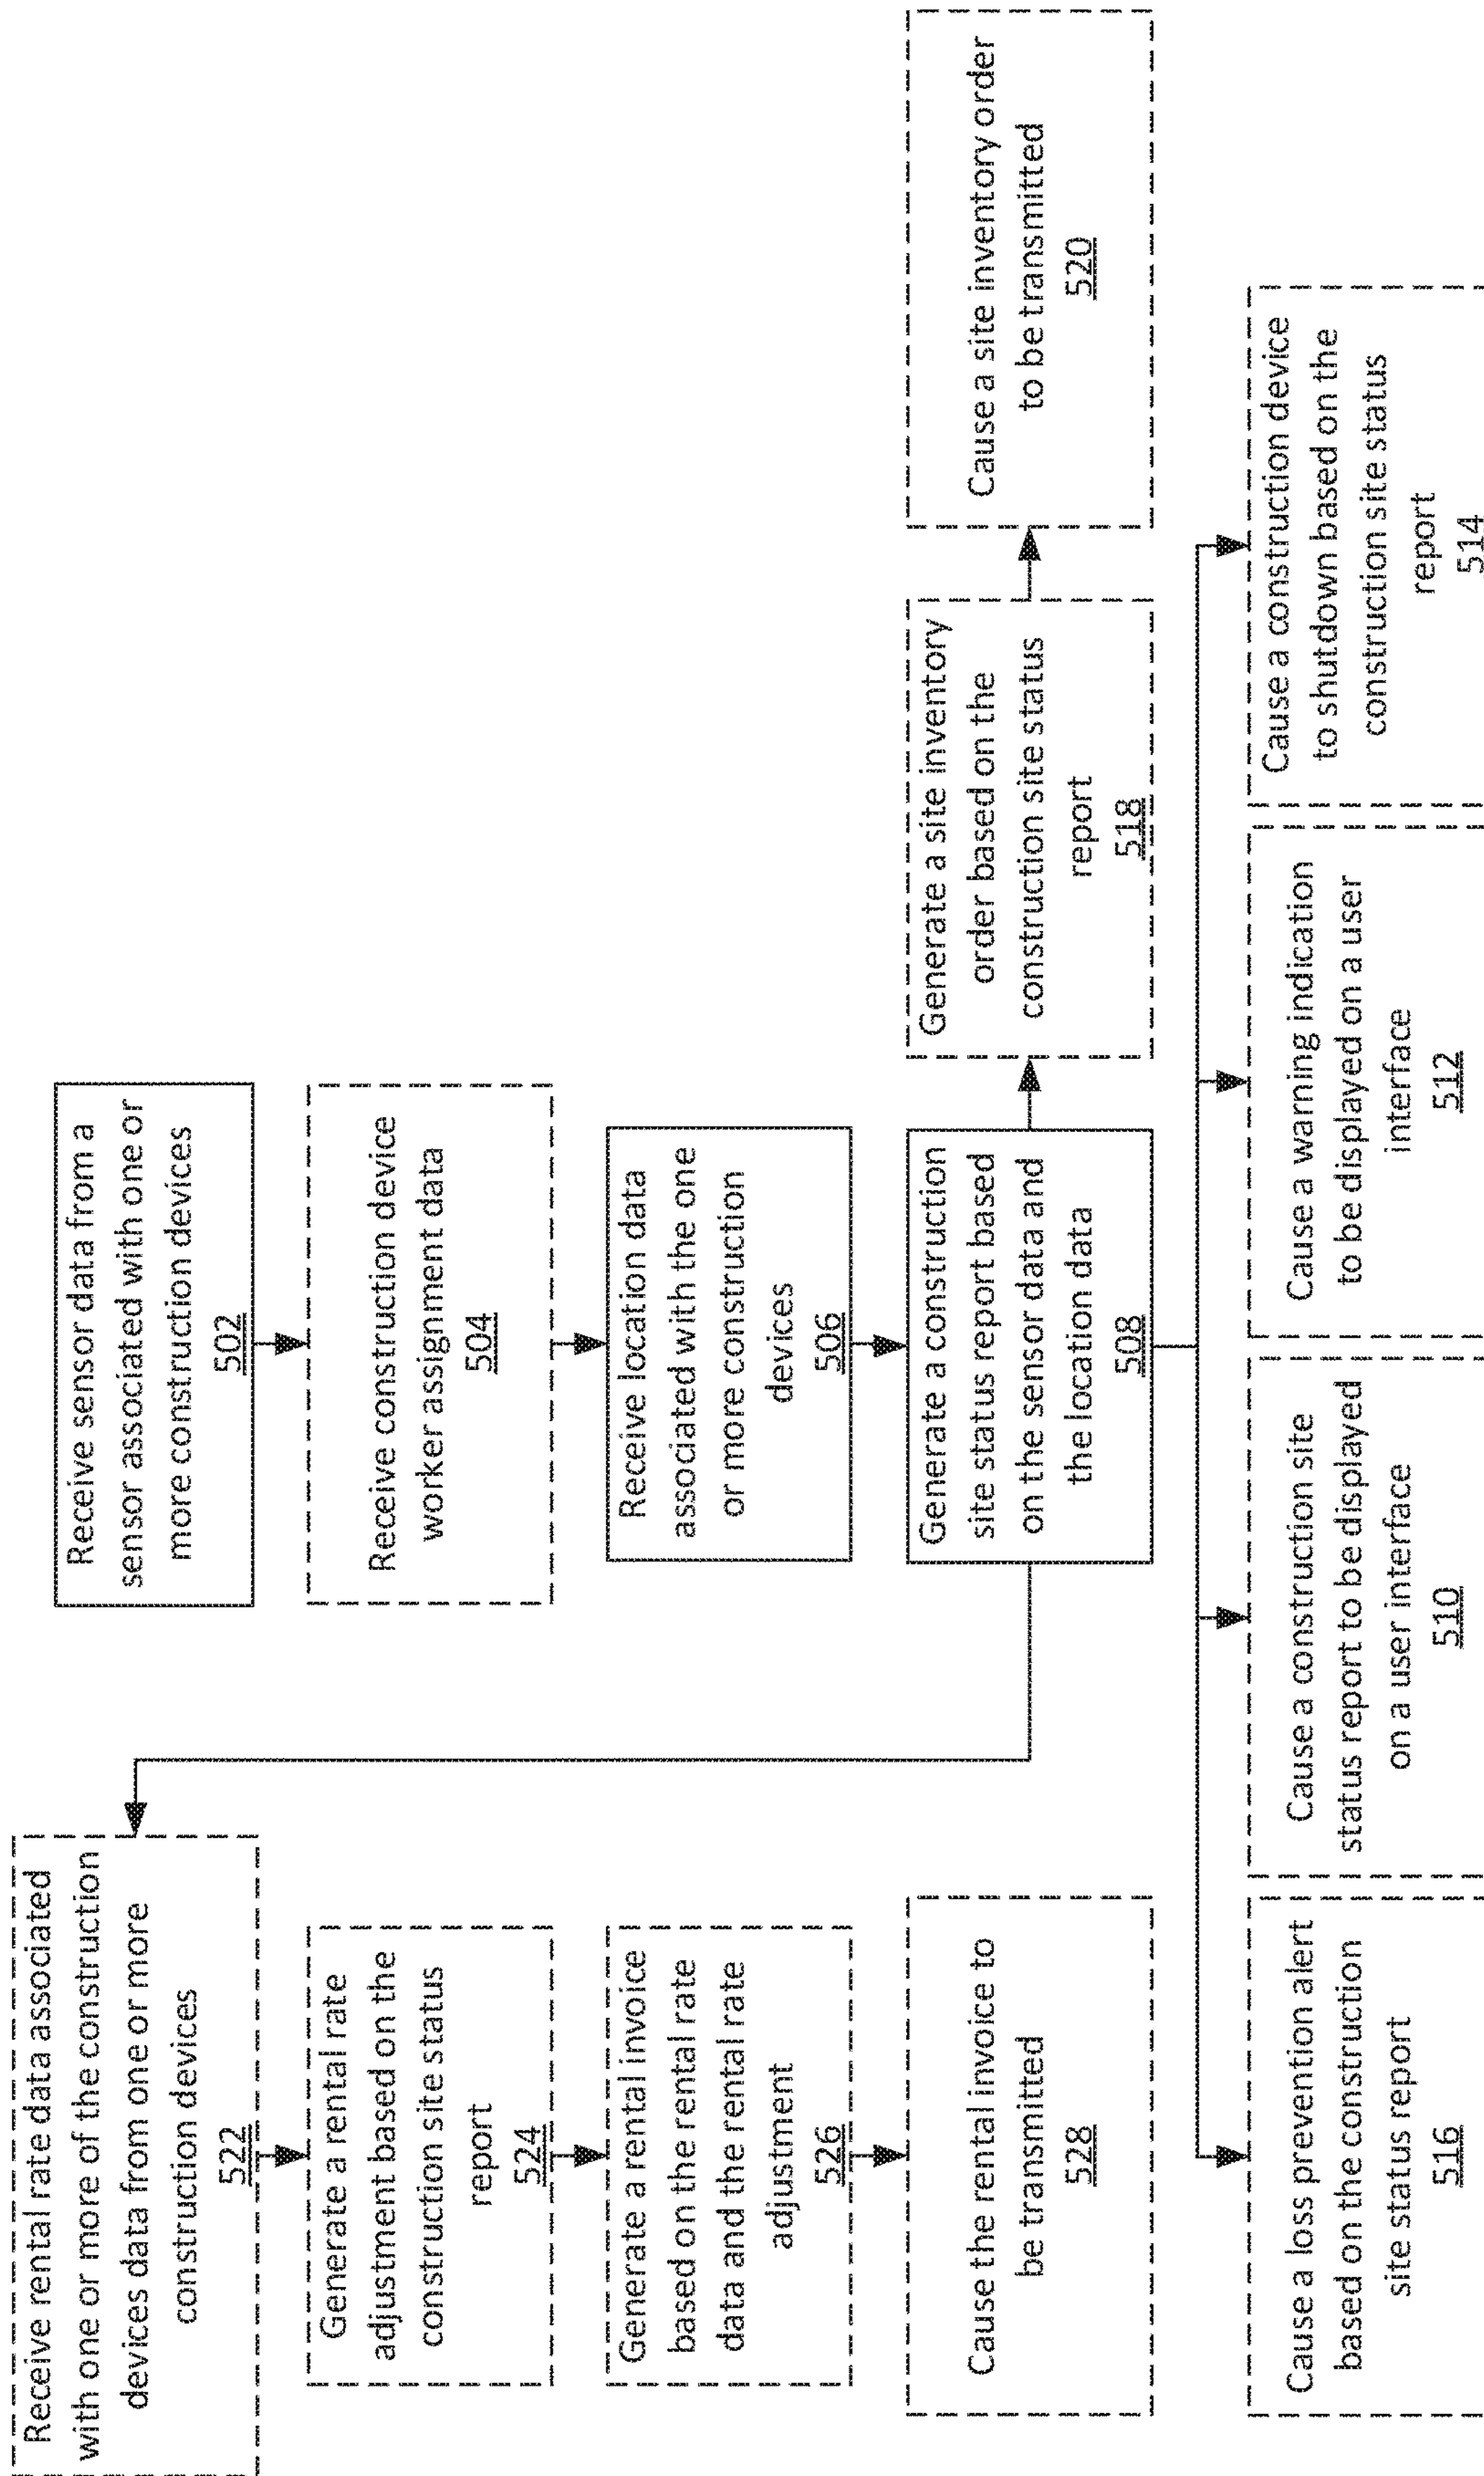 Receive rental rate data associated
with one or more of the construction
devices data from one or more
construction devices
522
Generate a rental rate
adjustment based on the
construction site status
report
524
Generate a rental invoice
based on the rental rate
data and the rental rate
adjustment
526
Cause the rental invoice to
be transmitted
528
Receive sensor data from a
sensor associated with one or
more construction devices
502
Receive construction device
worker assignment data
504
Receive location data
associated with the one
or more construction
devices
506
Generate a construction
site status report based
on the sensor data and
the location data
508
Generate a site inventory
order based on the
construction site status
report
518
Cause a site inventory order
to be transmitted
520
Cause a loss prevention alert
based on the construction
site status report
516
Cause a construction site
status report to be displayed
on a user interface
510
Cause a warning indication
to be displayed on a user
interface
512
Cause a construction device
to shutdown based on the
construction site status
report
514